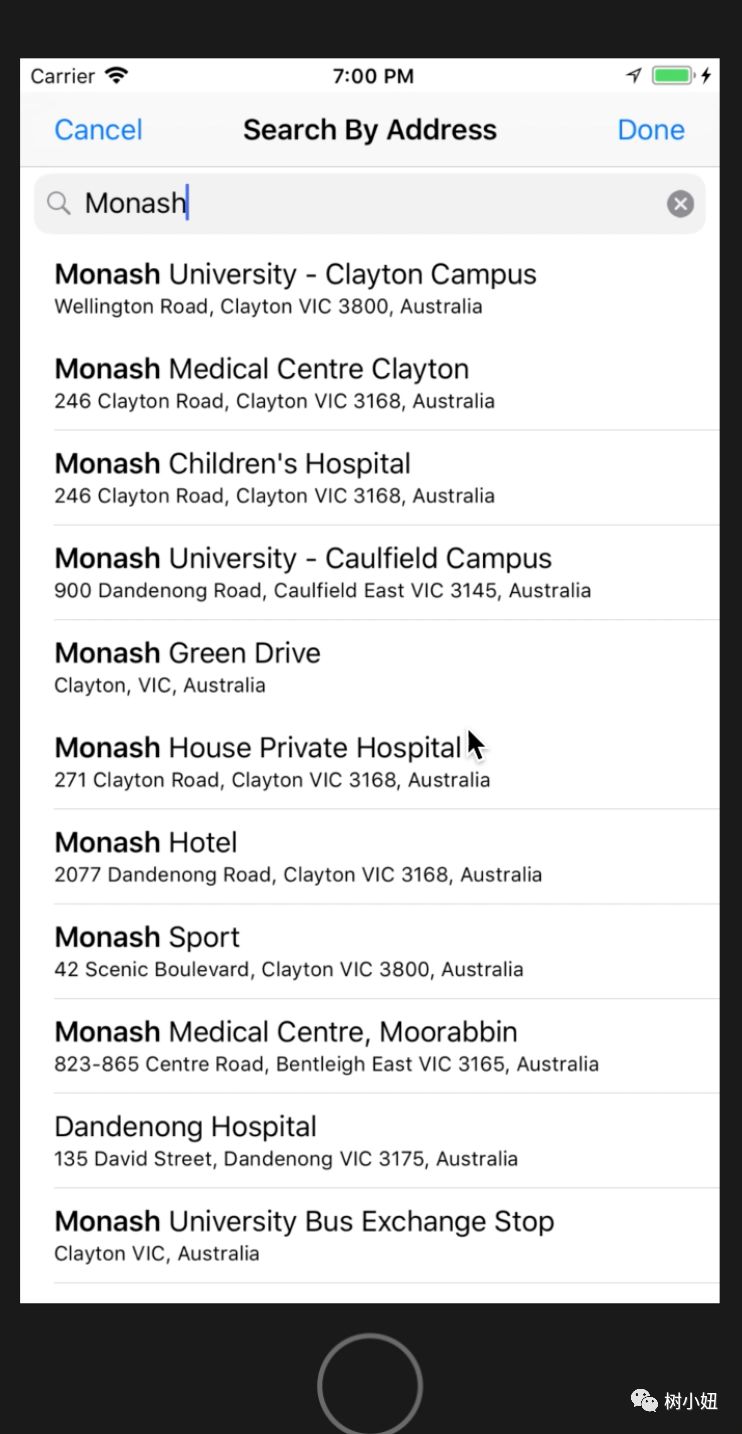 Carrier 7:00 PM
Cancel Search By Address Done
Monash
Monash University - Clayton Campus
Wellington Road, Clayton VIC 3800, Australia
Monash Medical Centre Clayton
246 Clayton Road, Clayton VIC 3168, Australia
Monash Children's Hospital
246 Clayton Road, Clayton VIC 3168, Australia
Monash University - Caulfield Campus
900 Dandenong Road, Caulfield East VIC 3145, Australia
Monash Green Drive
Clayton, VIC, Australia
Monash House Private Hospital
271 Clayton Road, Clayton VIC 3168, Australia
Monash Hotel
2077 Dandenong Road, Clayton VIC 3168, Australia
Monash Sport
42 Scenic Boulevard, Clayton VIC 3800, Australia
Monash Medical Centre, Moorabbin
823-865 Centre Road, Bentleigh East VIC 3165, Australia
Dandenong Hospital
135 David Street, Dandenong VIC 3175, Australia
Monash University Bus Exchange Stop
Clayton VIC, Australia
树小妞